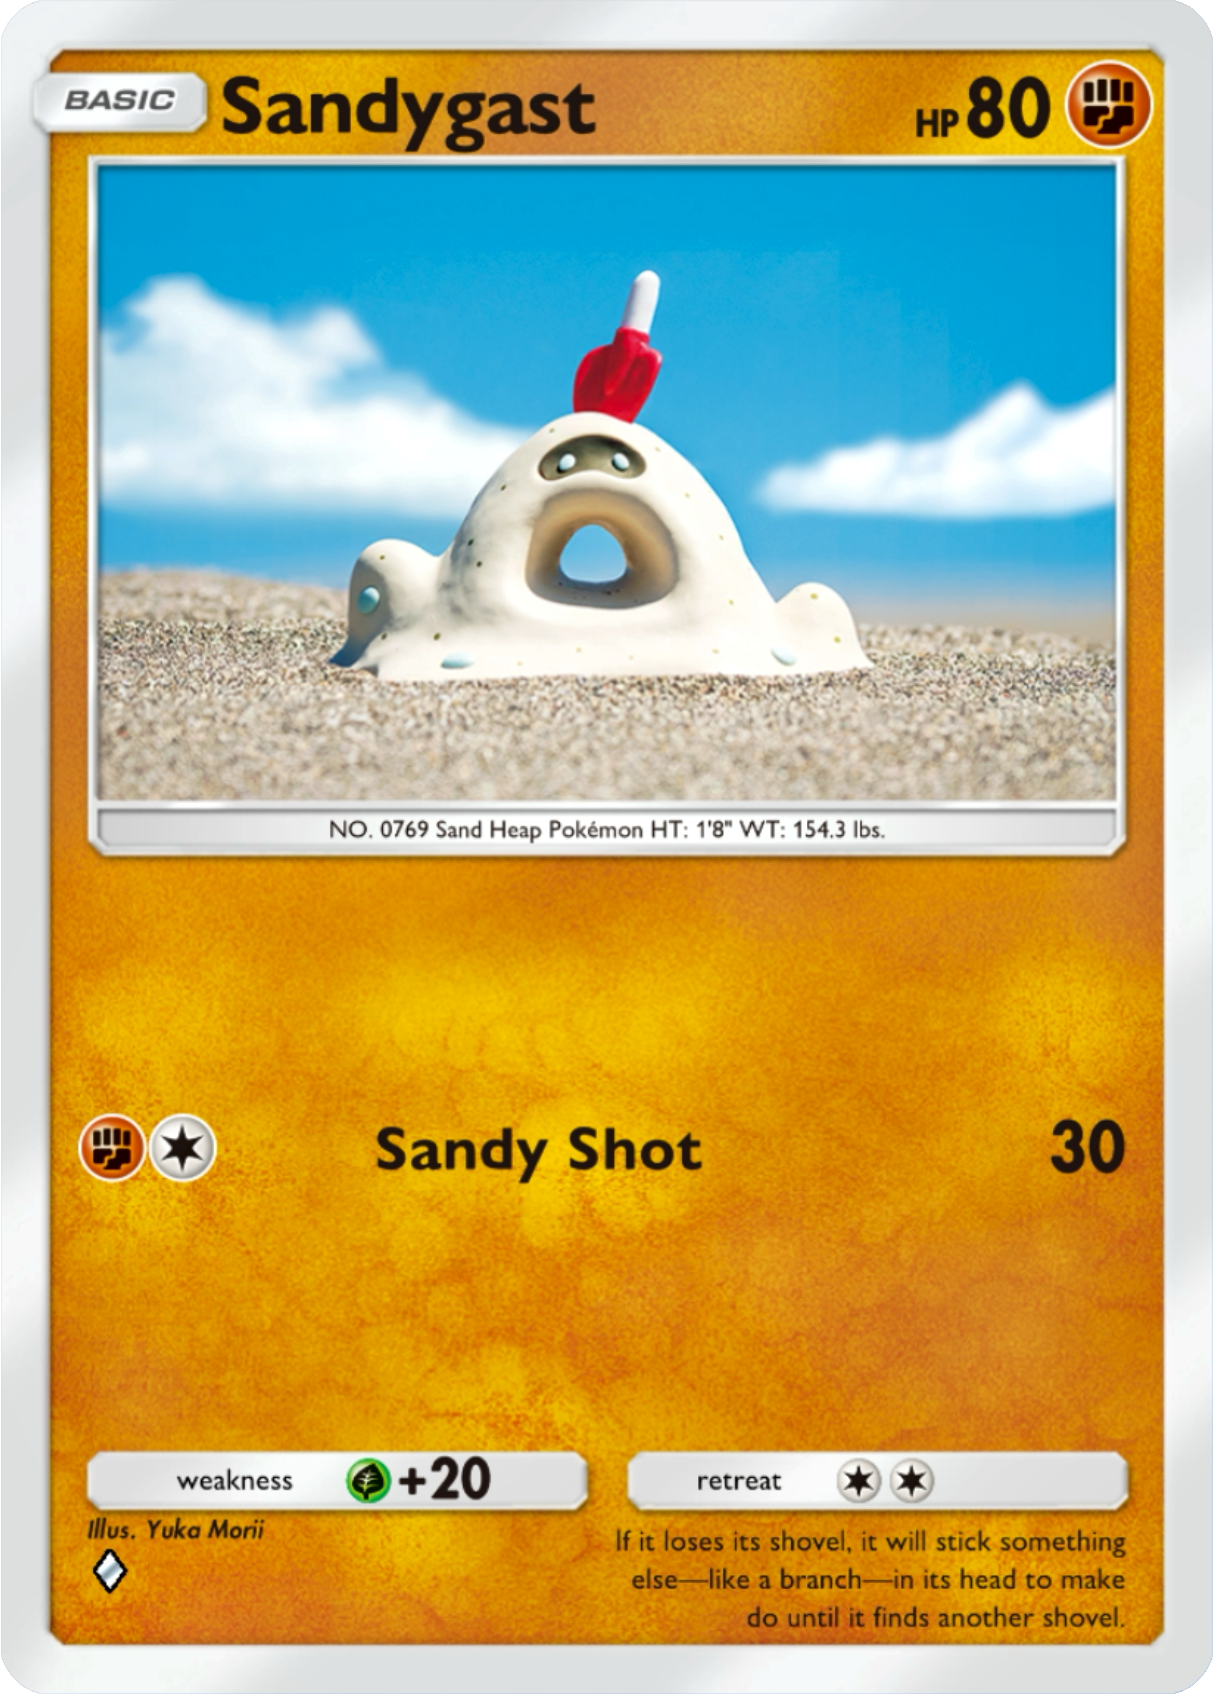 BASIC
Sandygast
HP 80
NO. 0769 Sand Heap Pokémon HT: 1'8" WT: 154.3 lbs.
Sandy Shot 30
weakness +20
retreat
Illus. Yuka Morii
If it loses its shovel, it will stick something
else—like a branch—in its head to make
do until it finds another shovel.